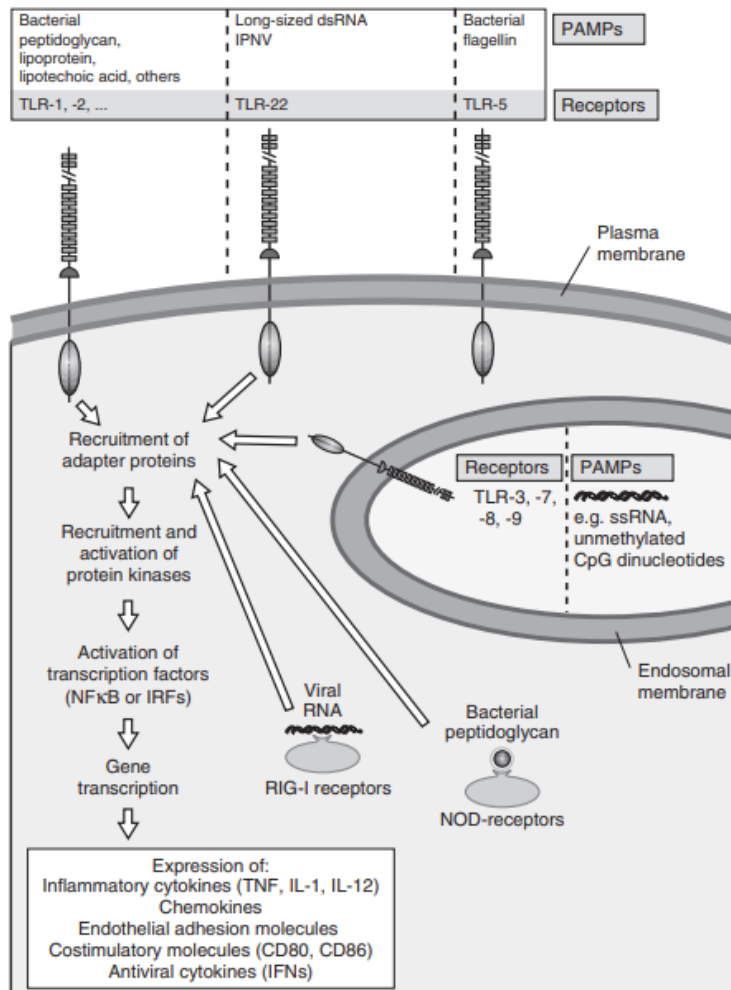 Bacterial
peptidoglycan,
lipoprotein,
lipotechoic acid, others
Long-sized dsRNA
IPNV
Bacterial
flagellin
PAMPs
TLR-1, -2, ...
TLR-22
TLR-5
Receptors
Plasma
membrane
Recruitment of
adapter proteins
Receptors
PAMPs
TLR-3, -7,
-8, -9
e.g. ssRNA,
unmethylated
CpG dinucleotides
Recruitment and
activation of
protein kinases
Activation of
transcription factors
(NFκB or IRFs)
Endosomal
membrane
Viral
RNA
RIG-I receptors
Bacterial
peptidoglycan
NOD-receptors
Gene
transcription
Expression of:
Inflammatory cytokines (TNF, IL-1, IL-12)
Chemokines
Endothelial adhesion molecules
Costimulatory molecules (CD80, CD86)
Antiviral cytokines (IFNs)